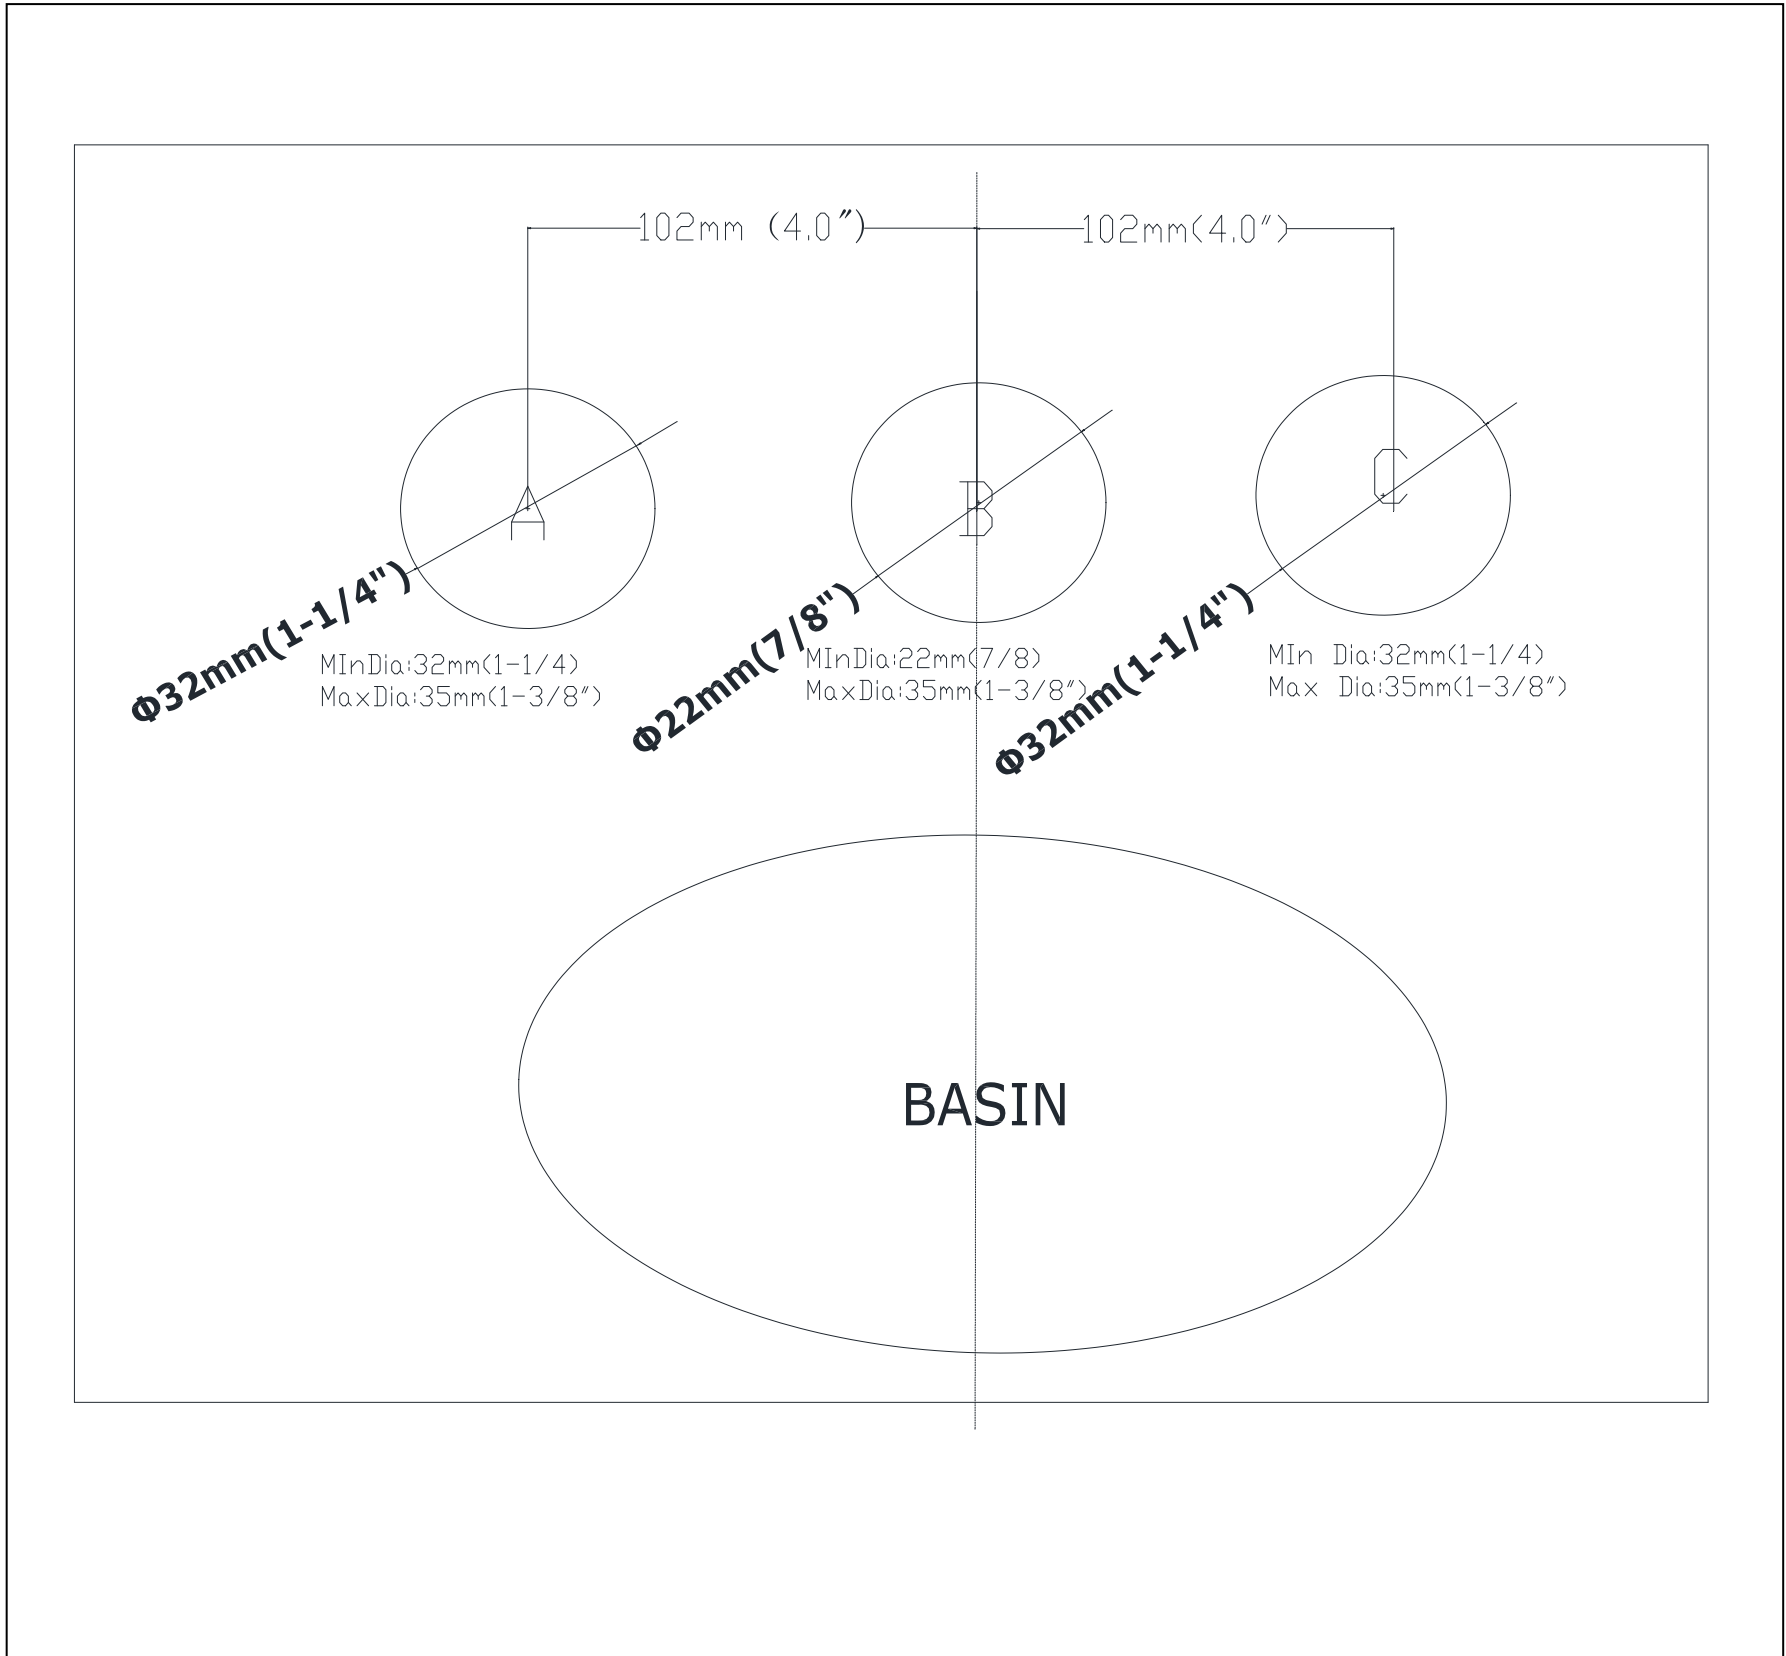 102mm (4.0")
102mm(4.0")
A
B
C
Φ32mm(1-1/4")
Φ22mm(7/8")
Φ32mm(1-1/4")
MInDia:32mm(1-1/4)
MaxDia:35mm(1-3/8")
MInDia:22mm(7/8)
MaxDia:35mm(1-3/8")
MIn Dia:32mm(1-1/4)
Max Dia:35mm(1-3/8")
BASIN